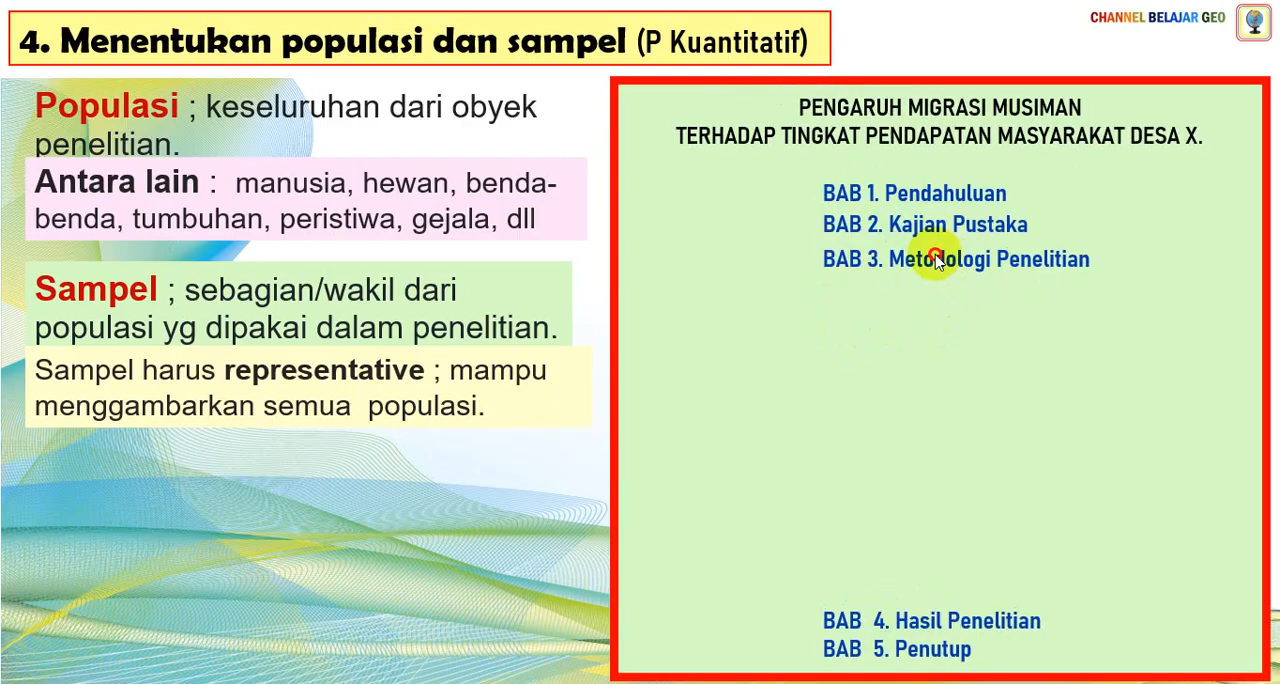 4. Menentukan populasi dan sampel (P Kuantitatif)
CHANNEL BELAJAR GEO
Populasi ; keseluruhan dari obyek
penelitian.
Antara lain : manusia, hewan, benda-
benda, tumbuhan, peristiwa, gejala, dll
Sampel ; sebagian/wakil dari
populasi yg dipakai dalam penelitian.
Sampel harus representative ; mampu
menggambarkan semua populasi.
PENGARUH MIGRASI MUSIMAN
TERHADAP TINGKAT PENDAPATAN MASYARAKAT DESA X.
BAB 1. Pendahuluan
BAB 2. Kajian Pustaka
BAB 3. Metodologi Penelitian
BAB 4. Hasil Penelitian
BAB 5. Penutup